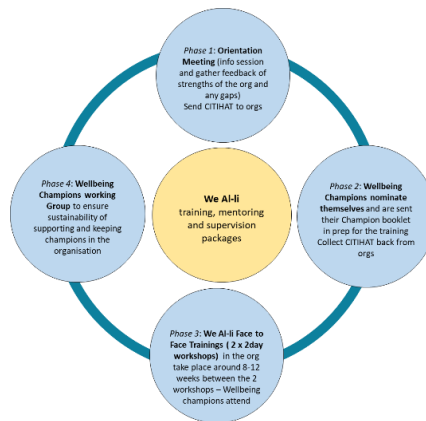 Phase 1: Orientation
Meeting (info session
and gather feedback of
strengths of the org and
any gaps)
Send CITIHAT to orgs
Phase 4: Wellbeing
Champions working
Group to ensure
sustainability of
supporting and keeping
champions in the
organisation
We Al-li
training, mentoring
and supervision
packages
Phase 2: Wellbeing
Champions nominate
themselves and are sent
their Champion booklet
in prep for the training
Collect CITIHAT back from
orgs
Phase 3: We Al-li Face to
Face Trainings ( 2 x 2day
workshops) in the org
take place around 8-12
weeks between the 2
workshops – Wellbeing
champions attend